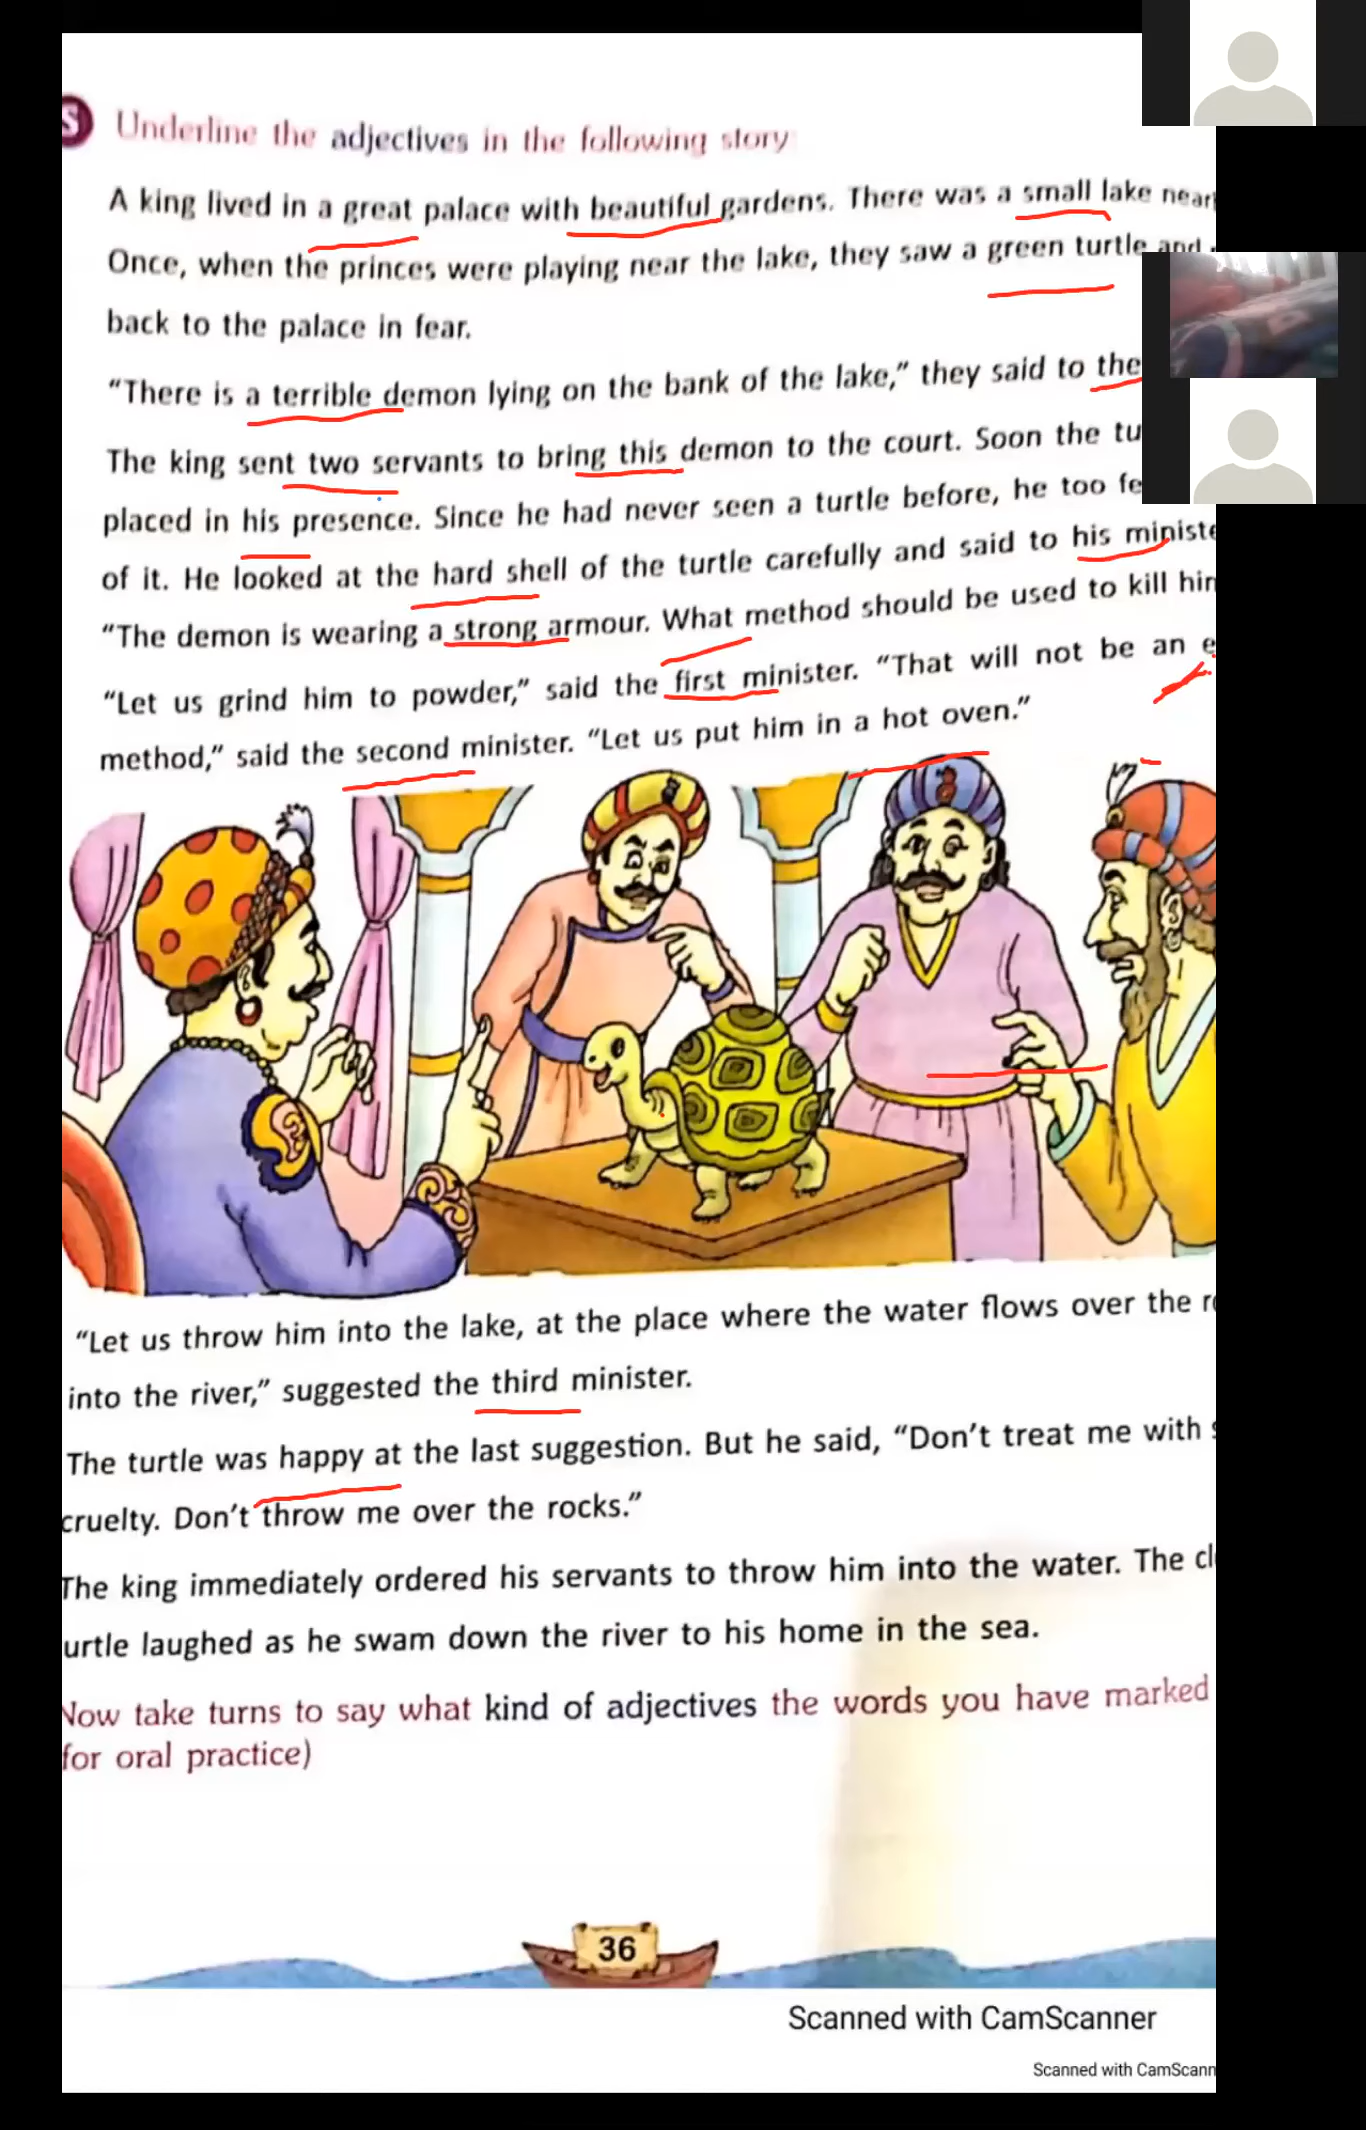 S Underline the adjectives in the following story
A king lived in a great palace with beautiful gardens. There was a small lake
Once, when the princes were playing near the lake, they saw a green turtle and
back to the palace in fear.
“There is a terrible demon lying on the bank of the lake,” they said to the
The king sent two servants to bring this demon to the court. Soon the
placed in his presence. Since he had never seen a turtle before, he too
of it. He looked at the hard shell of the turtle carefully and said to his
“The demon is wearing a strong armour. What method should be used to kill
“Let us grind him to powder,” said the first minister. “That will not be an
method,” said the second minister. “Let us put him in a hot oven.”
“Let us throw him into the lake, at the place where the water flows over the
into the river,” suggested the third minister.
The turtle was happy at the last suggestion. But he said, “Don’t treat me with
cruelty. Don’t throw me over the rocks.”
The king immediately ordered his servants to throw him into the water. The
urtle laughed as he swam down the river to his home in the sea.
Now take turns to say what kind of adjectives the words you have marked
for oral practice)
36
Scanned with CamScanner
Scanned with CamScann